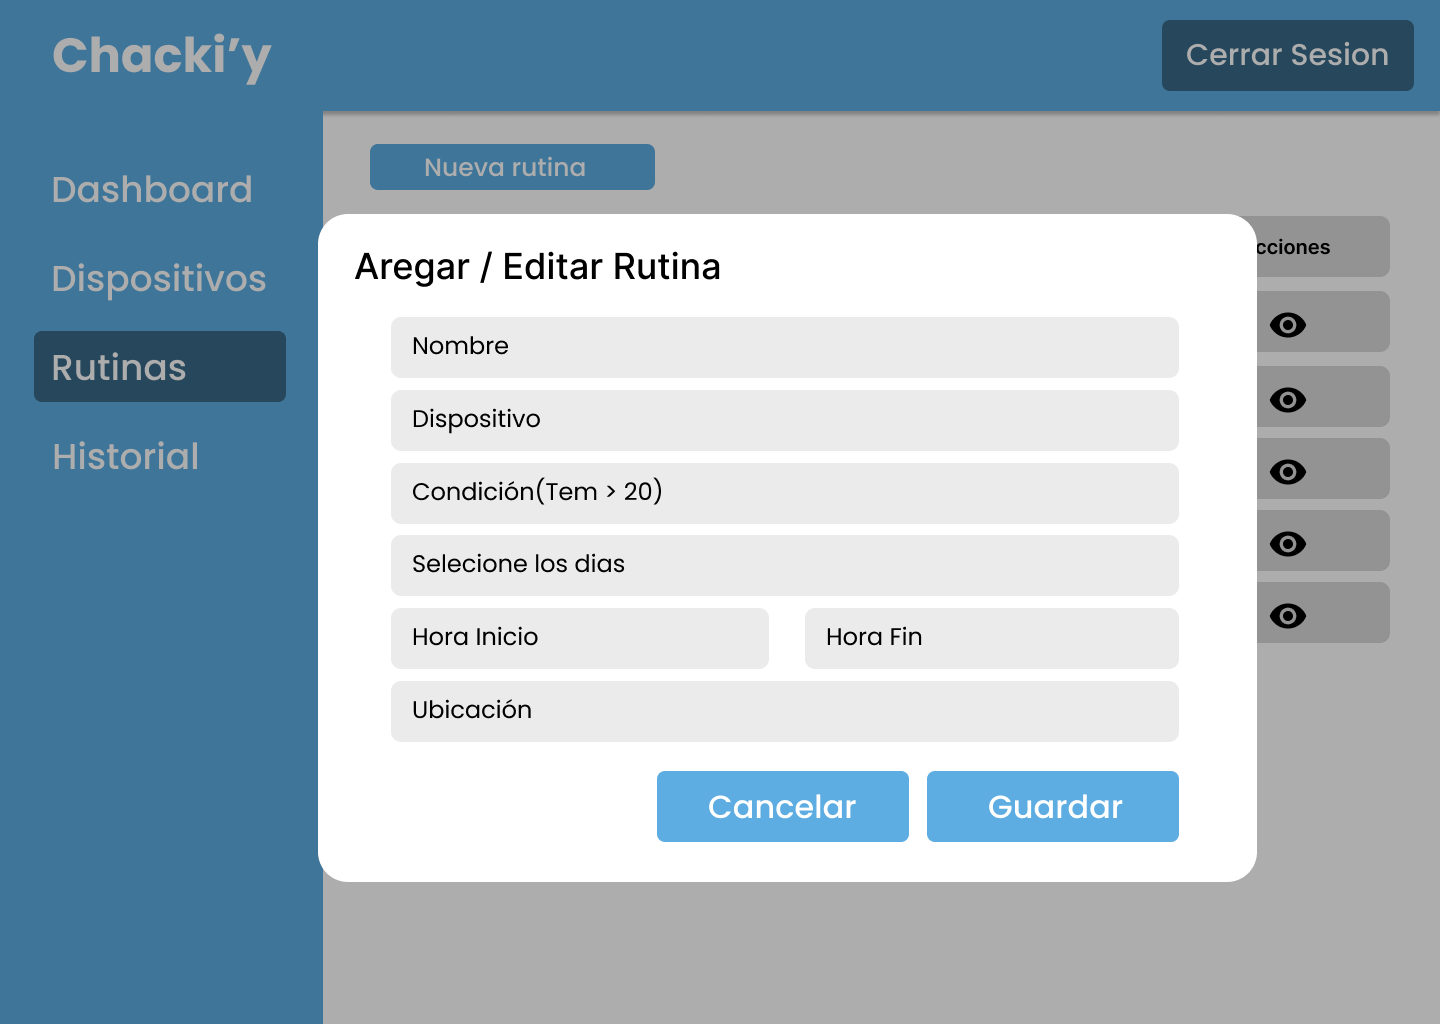 Chacki’y
Cerrar Sesion
Dashboard
Dispositivos
Rutinas
Historial
Nueva rutina
cciones
Aregar / Editar Rutina
Nombre
Dispositivo
Condición(Tem > 20)
Selecione los dias
Hora Inicio
Hora Fin
Ubicación
Cancelar
Guardar